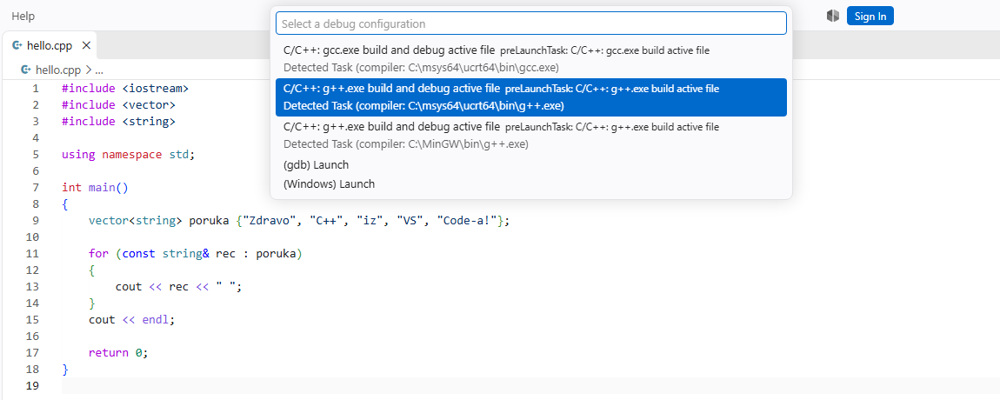 Help
Sign In
hello.cpp
hello.cpp > ...
Select a debug configuration
C/C++: gcc.exe build and debug active file preLaunchTask: C/C++: gcc.exe build active file
Detected Task (compiler: C:\msys64\ucrt64\bin\gcc.exe)
C/C++: g++.exe build and debug active file preLaunchTask: C/C++: g++.exe build active file
Detected Task (compiler: C:\msys64\ucrt64\bin\g++.exe)
C/C++: g++.exe build and debug active file preLaunchTask: C/C++: g++.exe build active file
Detected Task (compiler: C:\MinGW\bin\g++.exe)
(gdb) Launch
(Windows) Launch
1 #include <iostream>
2 #include <vector>
3 #include <string>
4
5 using namespace std;
6
7 int main()
8 {
9     vector<string> poruka {"Zdravo", "C++", "iz", "VS", "Code-a!"};
10
11     for (const string& rec : poruka)
12     {
13         cout << rec << " ";
14     }
15     cout << endl;
16
17     return 0;
18 }
19